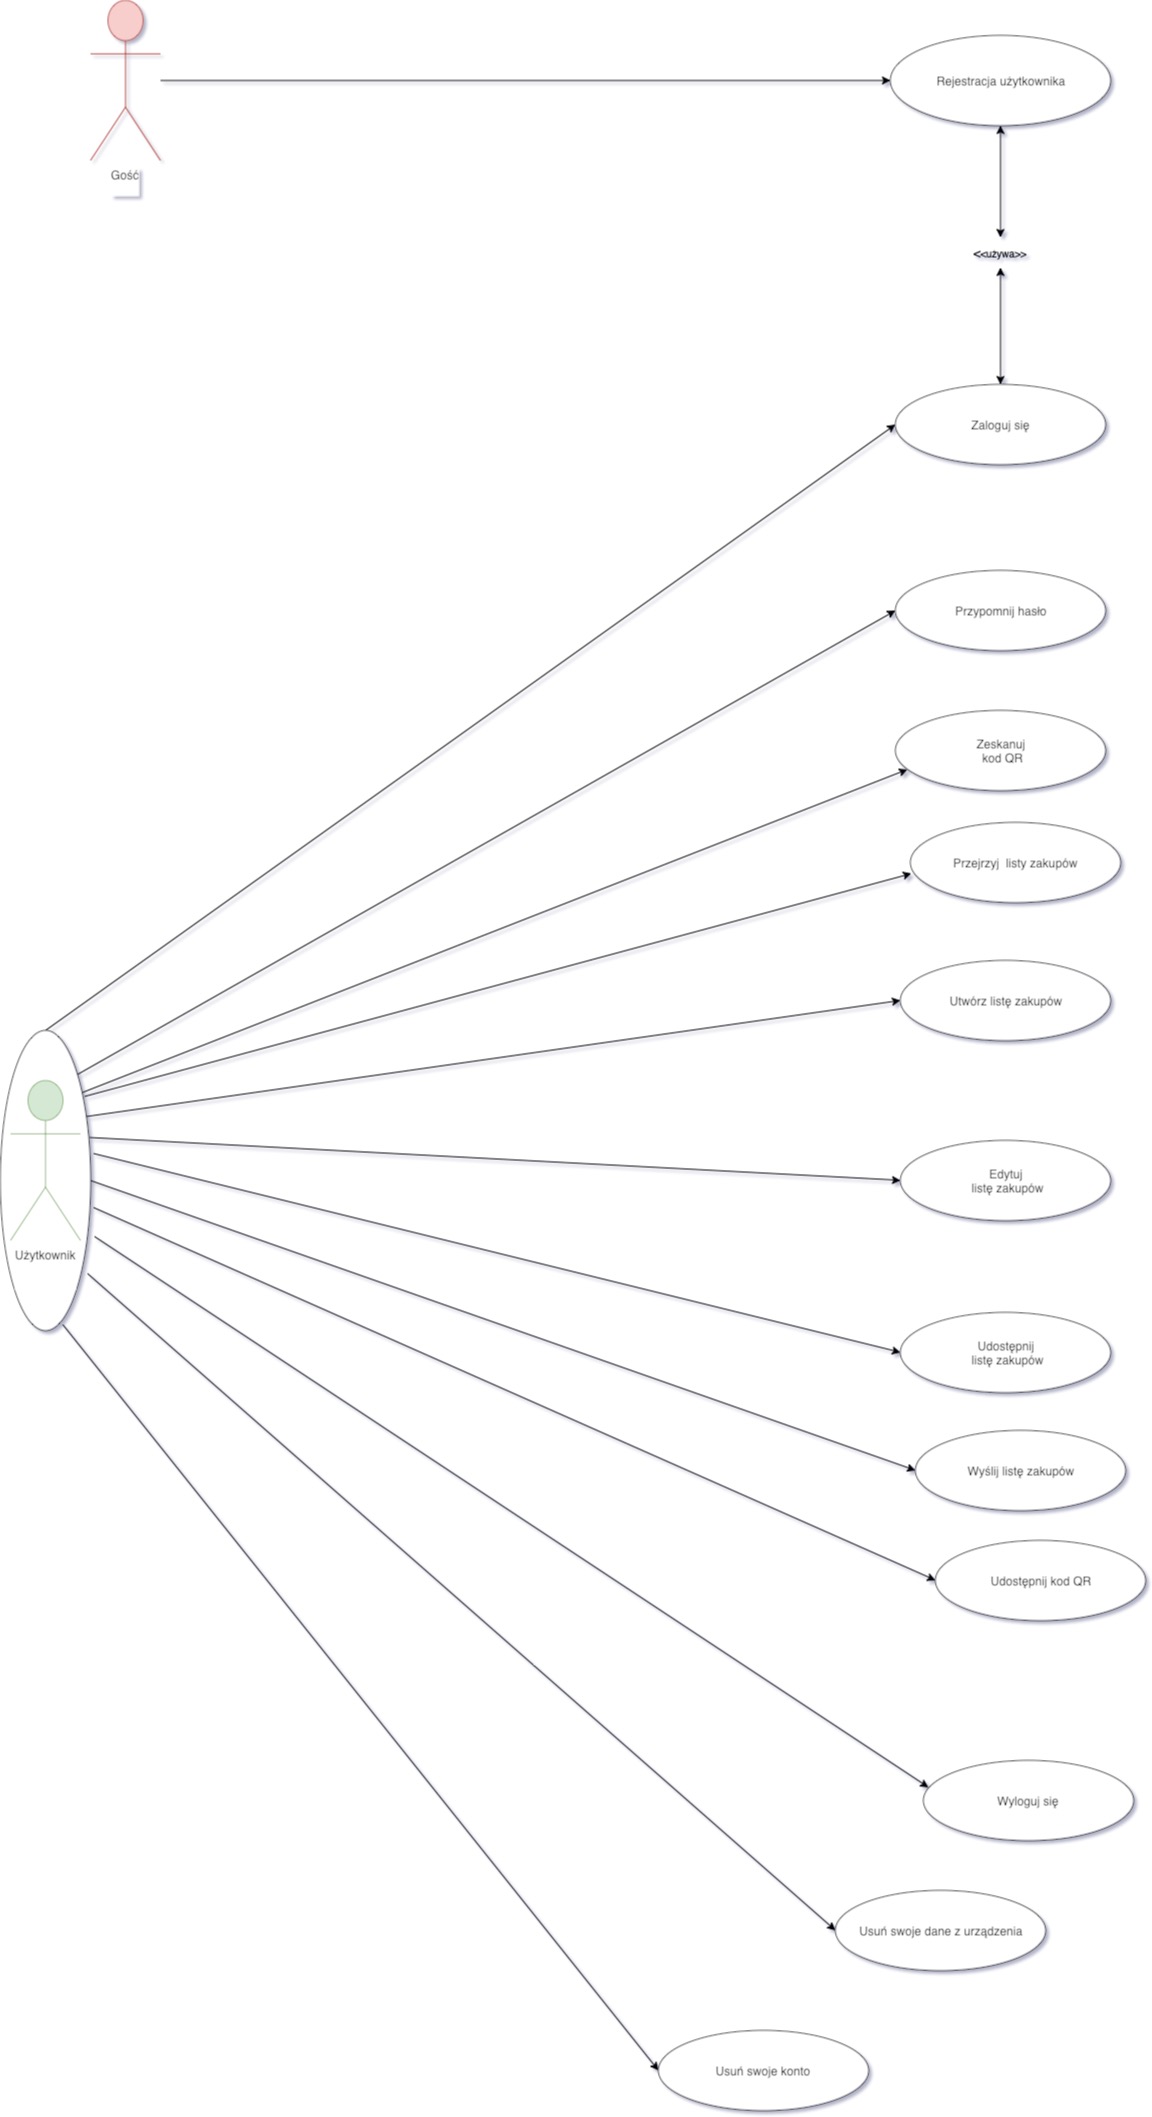 Rejestracja użytkownika
Gość
<<używa>>
Zaloguj się
Przypomnij hasło
Zeskanuj
kod QR
Przejrzyj listy zakupów
Utwórz listę zakupów
Edytuj
listę zakupów
Użytkownik
Udostępnij
listę zakupów
Wyślij listę zakupów
Udostępnij kod QR
Wyloguj się
Usuń swoje dane z urządzenia
Usuń swoje konto